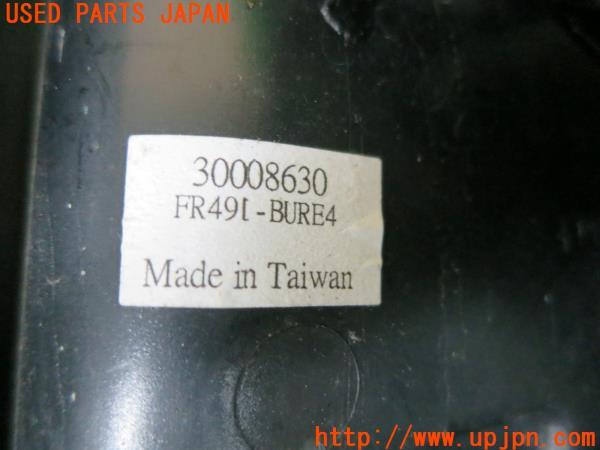 USED PARTS JAPAN
30008630
FR49I-BURE4
Made in Taiwan
http://www.upjpn.com